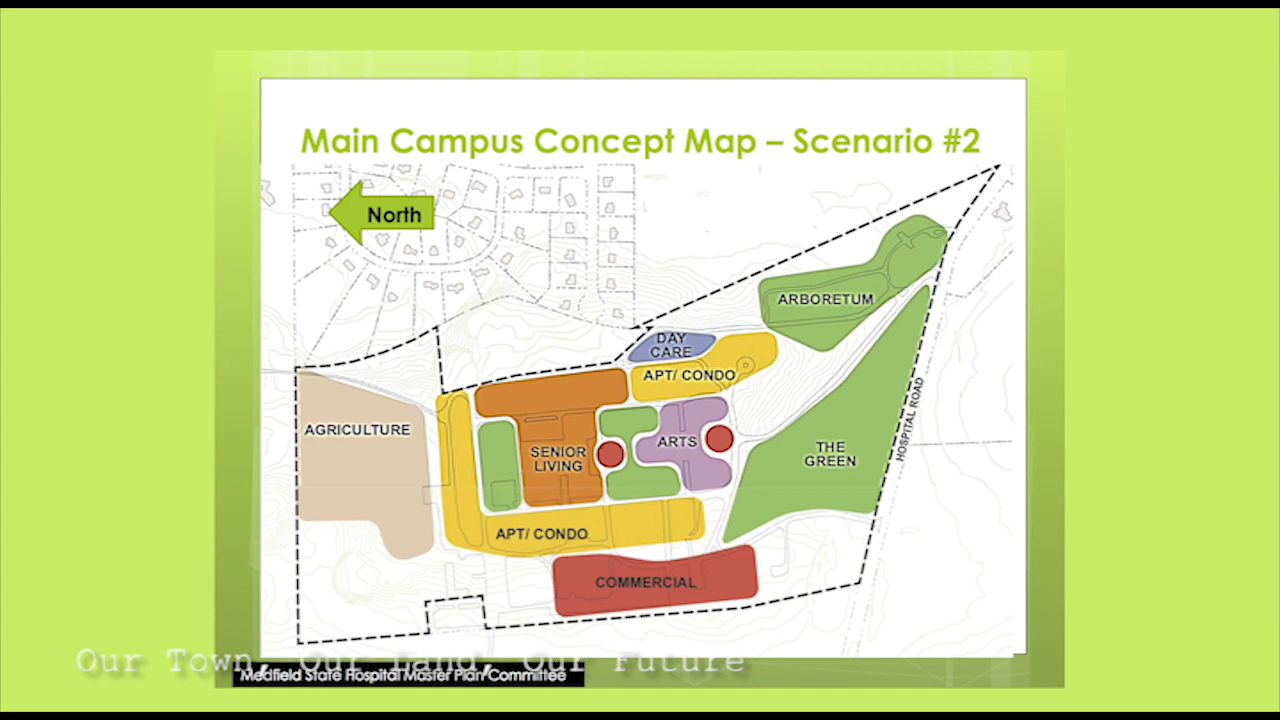 Main Campus Concept Map – Scenario #2
North
ARBORETUM
DAY
CARE
APT/ CONDO
AGRICULTURE
ARTS
SENIOR
LIVING
THE
GREEN
HOSPITAL ROAD
APT/ CONDO
COMMERCIAL
Our Town, Our Land, Our Future
Medfield State Hospital Master Plan Committee